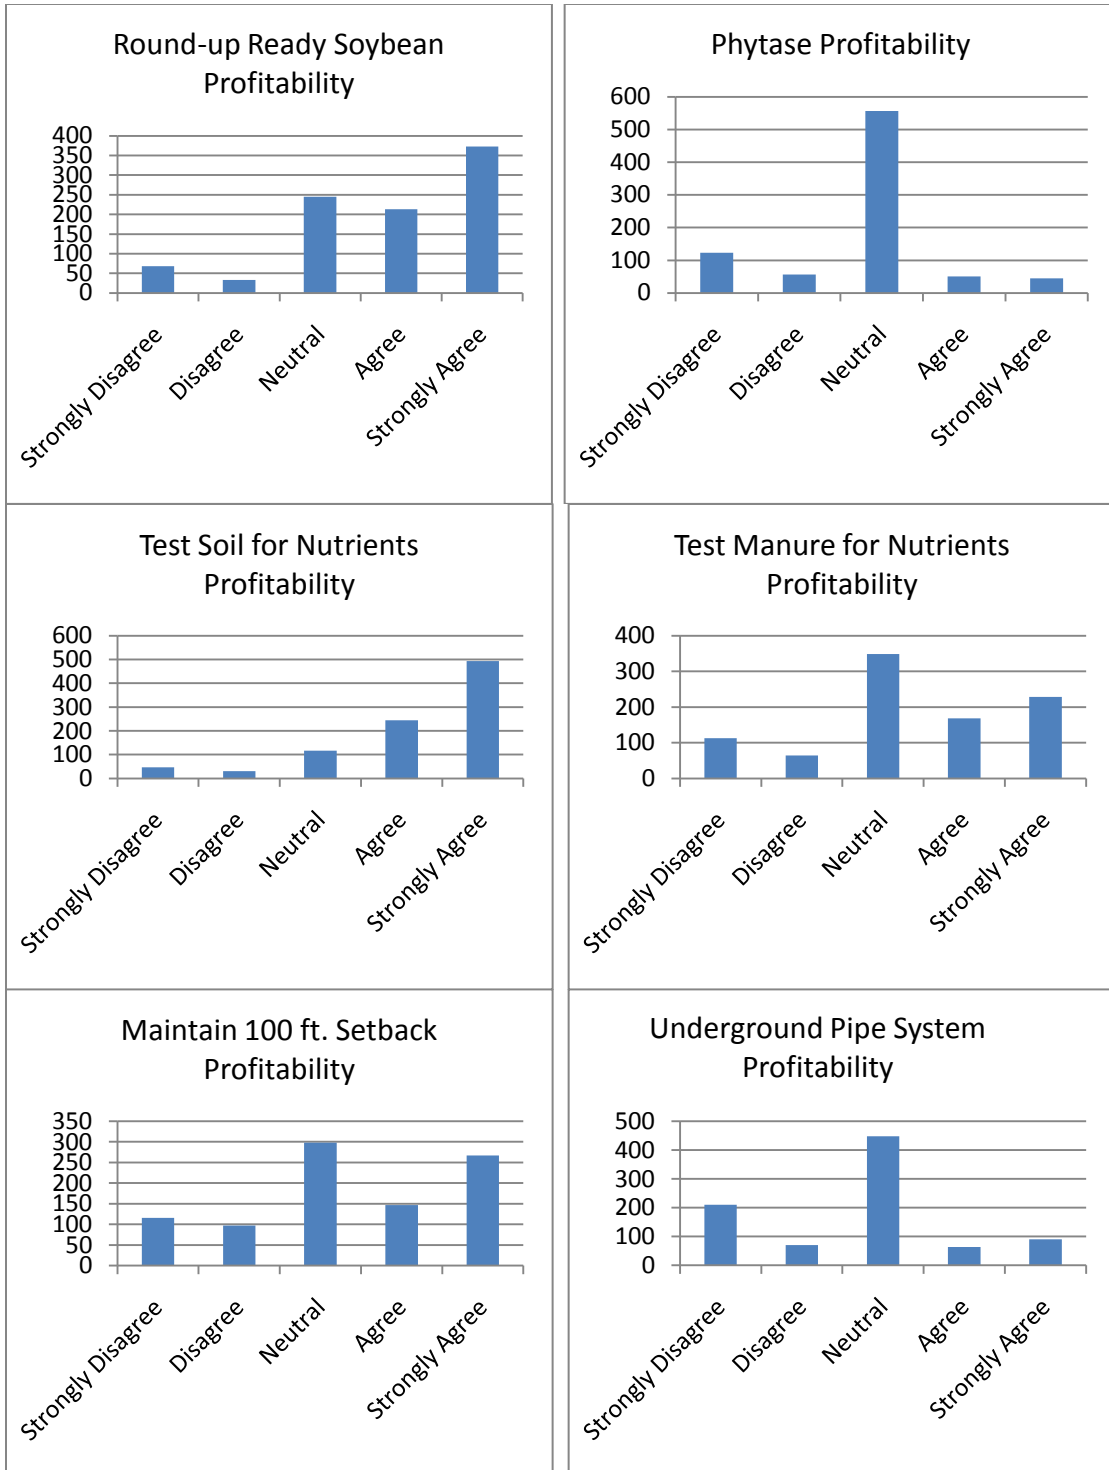 Round-up Ready Soybean
Profitability
400
350
300
250
200
150
100
50
0
Strongly Disagree
Disagree
Neutral
Agree
Strongly Agree
Phytase Profitability
600
500
400
300
200
100
0
Strongly Disagree
Disagree
Neutral
Agree
Strongly Agree
Test Soil for Nutrients
Profitability
600
500
400
300
200
100
0
Strongly Disagree
Disagree
Neutral
Agree
Strongly Agree
Test Manure for Nutrients
Profitability
400
300
200
100
0
Strongly Disagree
Disagree
Neutral
Agree
Strongly Agree
Maintain 100 ft. Setback
Profitability
350
300
250
200
150
100
50
0
Strongly Disagree
Disagree
Neutral
Agree
Strongly Agree
Underground Pipe System
Profitability
500
400
300
200
100
0
Strongly Disagree
Disagree
Neutral
Agree
Strongly Agree